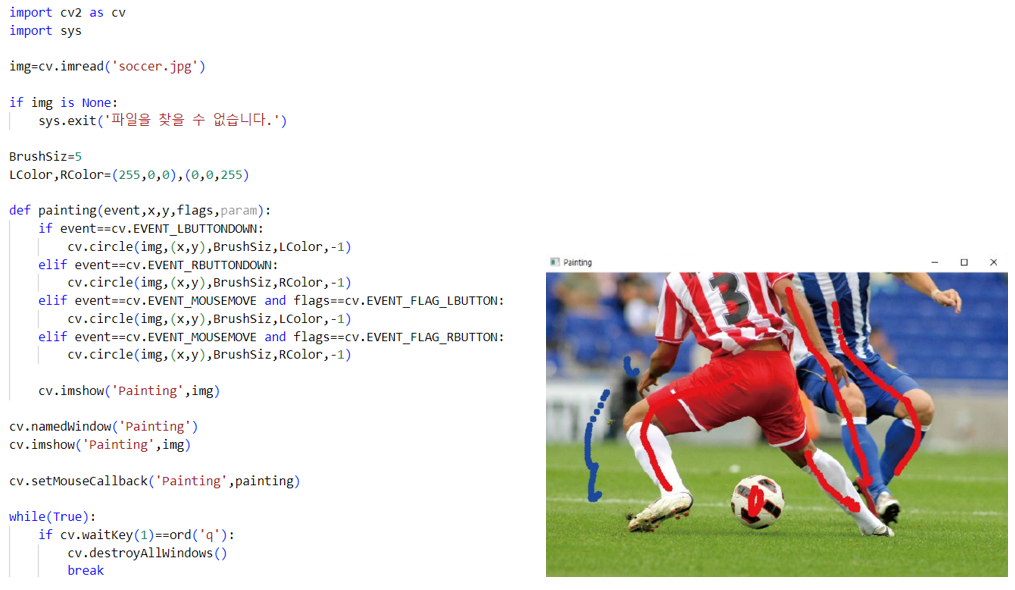 import cv2 as cv
import sys
img=cv.imread('soccer.jpg')
if img is None:
    sys.exit('파일을 찾을 수 없습니다.')
BrushSiz=5
LColor,RColor=(255,0,0),(0,0,255)
def painting(event,x,y,flags,param):
    if event==cv.EVENT_LBUTTONDOWN:
        cv.circle(img,(x,y),BrushSiz,LColor,-1)
    elif event==cv.EVENT_RBUTTONDOWN:
        cv.circle(img,(x,y),BrushSiz,RColor,-1)
    elif event==cv.EVENT_MOUSEMOVE and flags==cv.EVENT_FLAG_LBUTTON:
        cv.circle(img,(x,y),BrushSiz,LColor,-1)
    elif event==cv.EVENT_MOUSEMOVE and flags==cv.EVENT_FLAG_RBUTTON:
        cv.circle(img,(x,y),BrushSiz,RColor,-1)
    cv.imshow('Painting',img)
cv.namedWindow('Painting')
cv.imshow('Painting',img)
cv.setMouseCallback('Painting',painting)
while(True):
    if cv.waitKey(1)==ord('q'):
        cv.destroyAllWindows()
        break
Painting
3